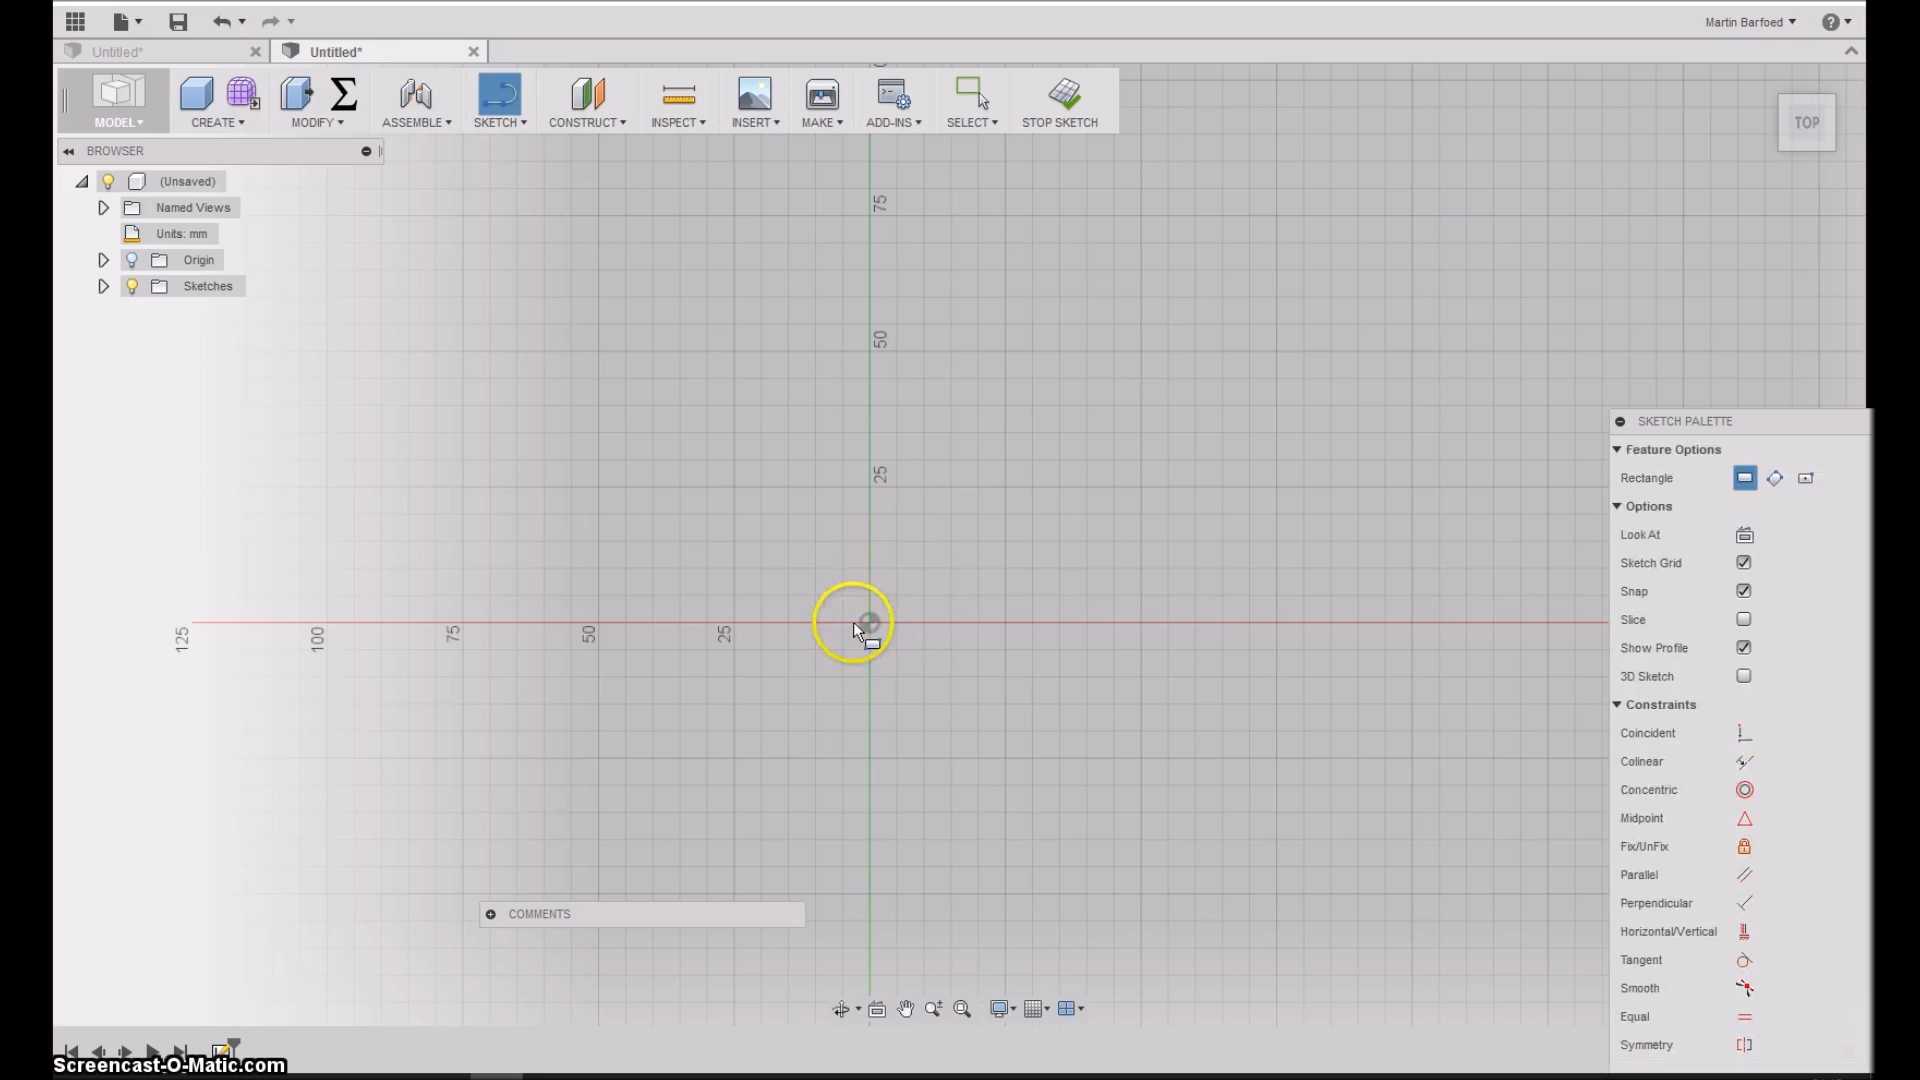 Martin Barfoed
Untitled*
Untitled*
MODEL
CREATE
MODIFY
ASSEMBLE
SKETCH
CONSTRUCT
INSPECT
INSERT
MAKE
ADD-INS
SELECT
STOP SKETCH
TOP
BROWSER
(Unsaved)
Named Views
Units: mm
Origin
Sketches
75
50
25
125
100
75
50
25
SKETCH PALETTE
Feature Options
Rectangle
Options
Look At
Sketch Grid
Snap
Slice
Show Profile
3D Sketch
Constraints
Coincident
Colinear
Concentric
Midpoint
Fix/UnFix
Parallel
Perpendicular
Horizontal/Vertical
Tangent
Smooth
Equal
Symmetry
COMMENTS
Screencast-O-Matic.com